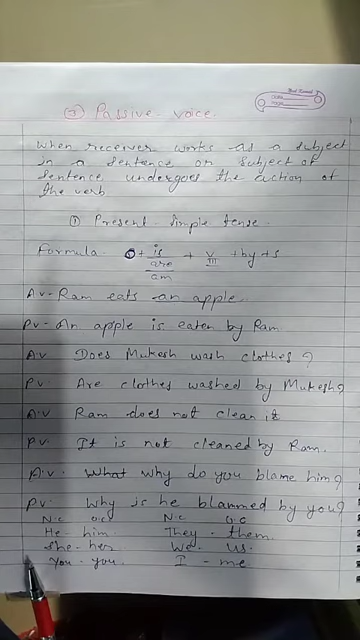 ③ Passive voice.
When receiver works as a subject
in a sentence or subject of
sentence undergoes the action of
the verb
① Present Simple tense.
Formula. O + is/are/am + V III + by + s
A.V- Ram eats an apple.
PV- An apple is eaten by Ram.
A.V Does Mukesh wash clothes?
PV. Are clothes washed by Mukesh?
A.V Ram does not clean it
PV. It is not cleaned by Ram.
A.V. What why do you blame him?
PV. Why is he blammed by you?
N.C O.C N.C O.C
He - him. They - them.
She - her We - us.
You - you. I - me